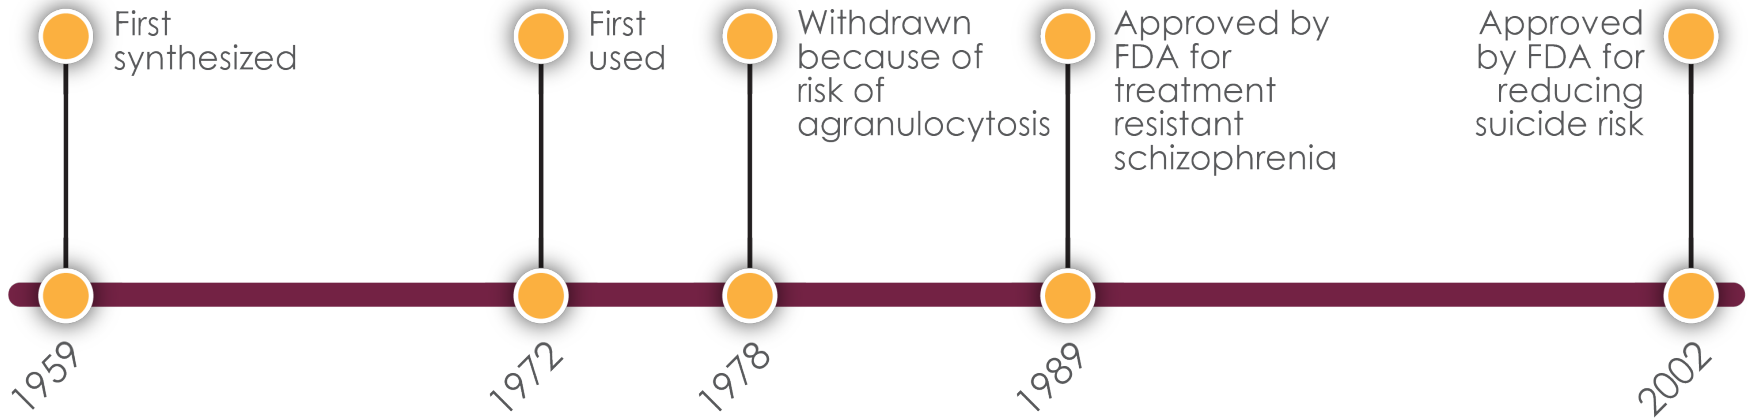 First
synthesized
First
used
Withdrawn
because of
risk of
agranulocytosis
Approved by
FDA for
treatment
resistant
schizophrenia
Approved
by FDA for
reducing
suicide risk
1959
1972
1978
1989
2002